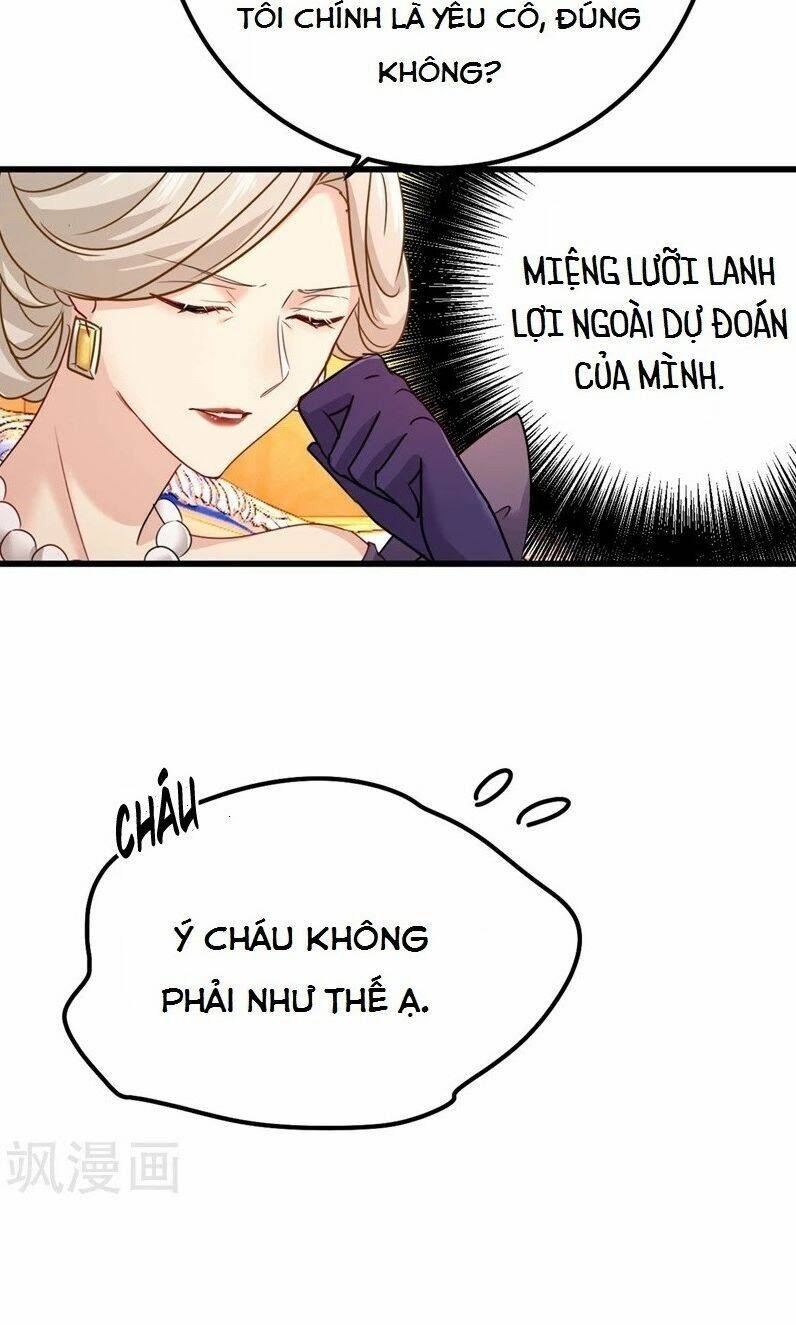 TÔI CHÍNH LÀ YÊU CÔ, ĐÚNG
KHÔNG?
MIỆNG LƯỠI LANH
LỢI NGOÀI DỰ ĐOÁN
CỦA MÌNH.
CHÁU
Ý CHÁU KHÔNG
PHẢI NHƯ THẾ Ạ.
飒漫画